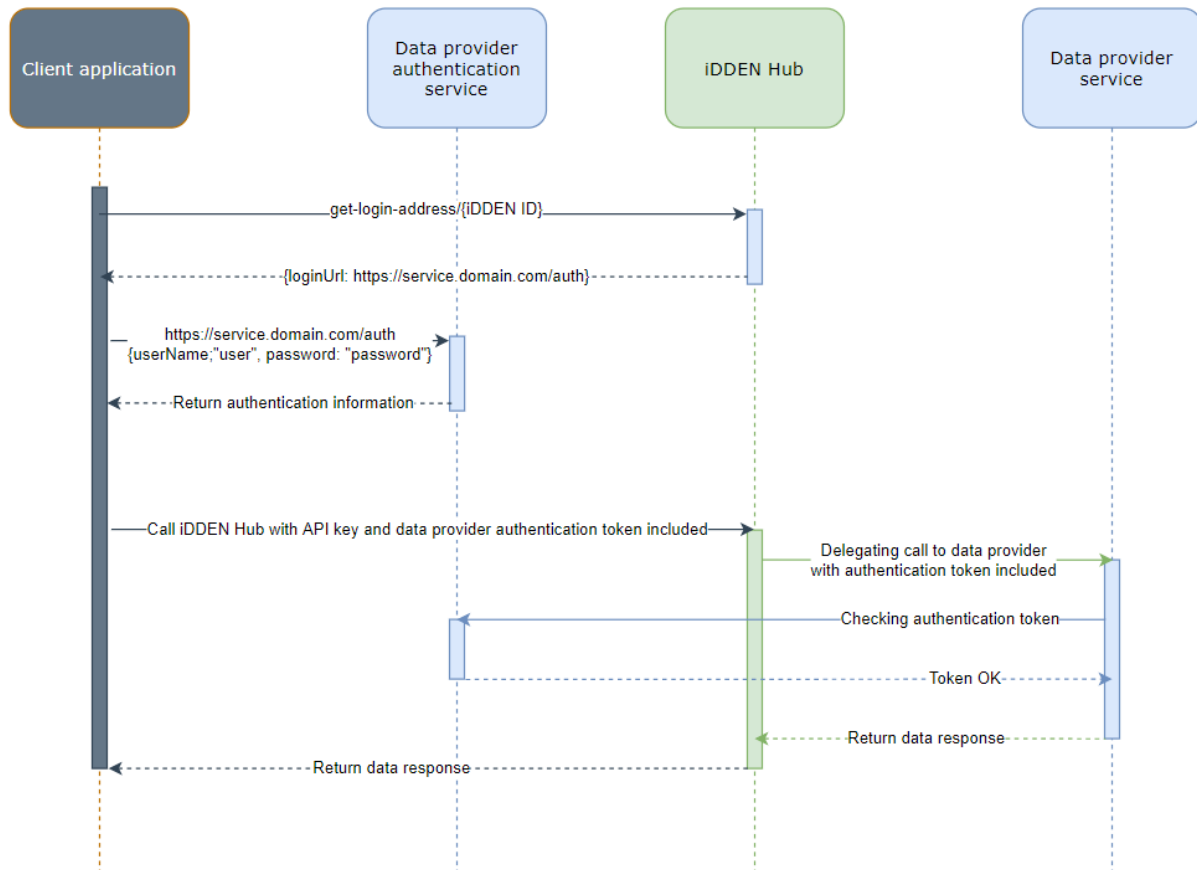 Client application
Data provider
authentication
service
iDDEN Hub
Data provider
service
get-login-address/{iDDEN ID}
{loginUrl: https://service.domain.com/auth}
https://service.domain.com/auth
{userName;"user", password: "password"}
Return authentication information
Call iDDEN Hub with API key and data provider authentication token included
Delegating call to data provider
with authentication token included
Checking authentication token
Token OK
Return data response
Return data response